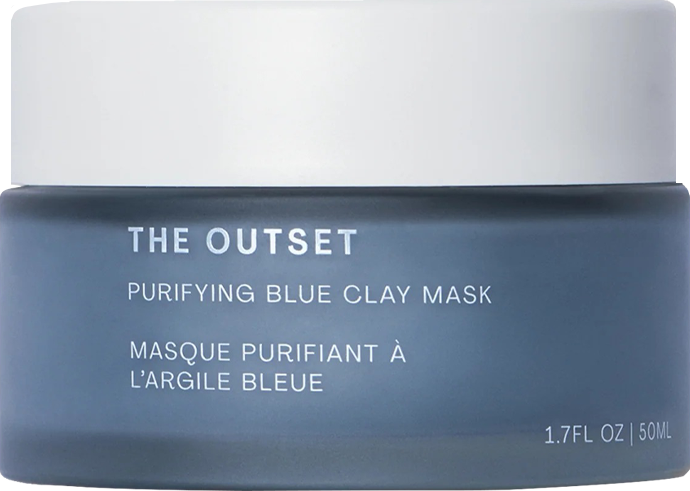 THE OUTSET
PURIFYING BLUE CLAY MASK
MASQUE PURIFIANT À
L'ARGILE BLEUE
1.7FL OZ | 50ML